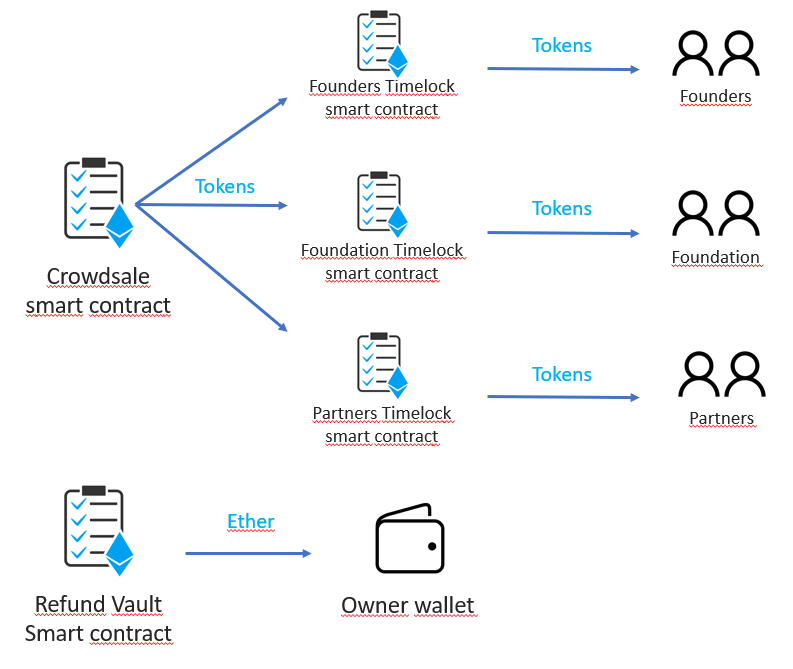 Founders Timelock
smart contract
Tokens
Founders
Tokens
Crowdsale
smart contract
Foundation Timelock
smart contract
Tokens
Foundation
Partners Timelock
smart contract
Tokens
Partners
Refund Vault
Smart contract
Ether
Owner wallet